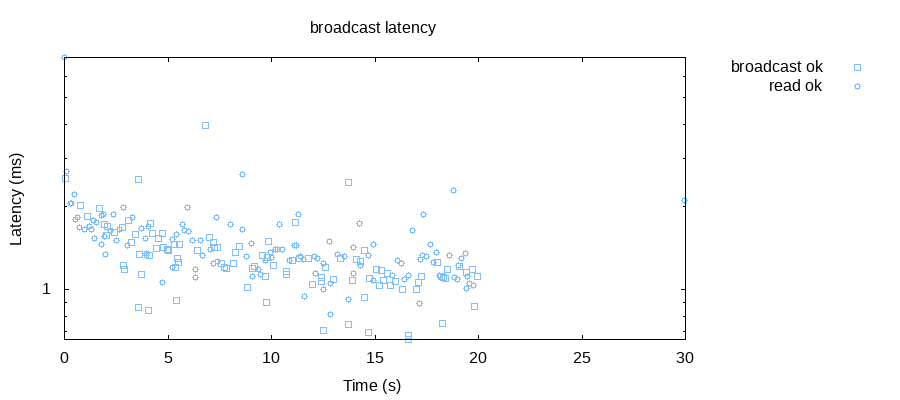 broadcast latency
broadcast ok
read ok
Latency (ms)
1
0 5 10 15 20 25 30
Time (s)